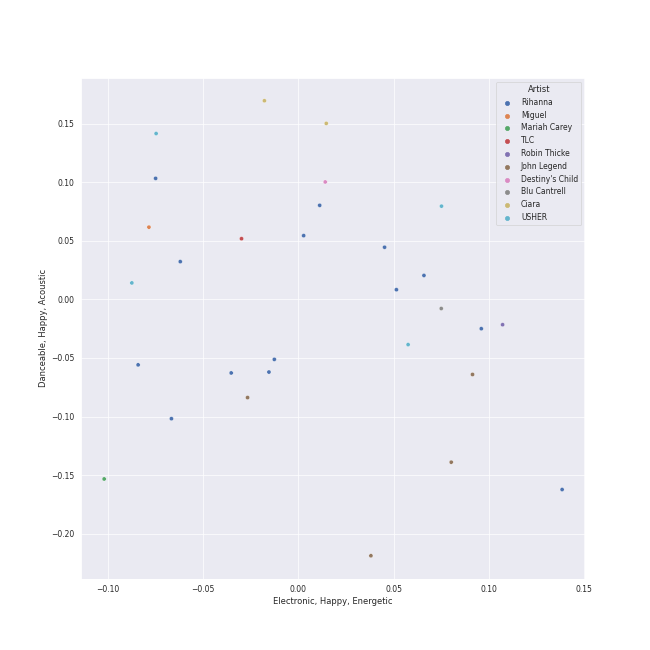 Artist
Rihanna
Miguel
Mariah Carey
TLC
Robin Thicke
John Legend
Destiny's Child
Blu Cantrell
Ciara
USHER
0.15
0.10
0.05
0.00
−0.05
−0.10
−0.15
−0.20
Danceable, Happy, Acoustic
−0.10 −0.05 0.00 0.05 0.10 0.15
Electronic, Happy, Energetic